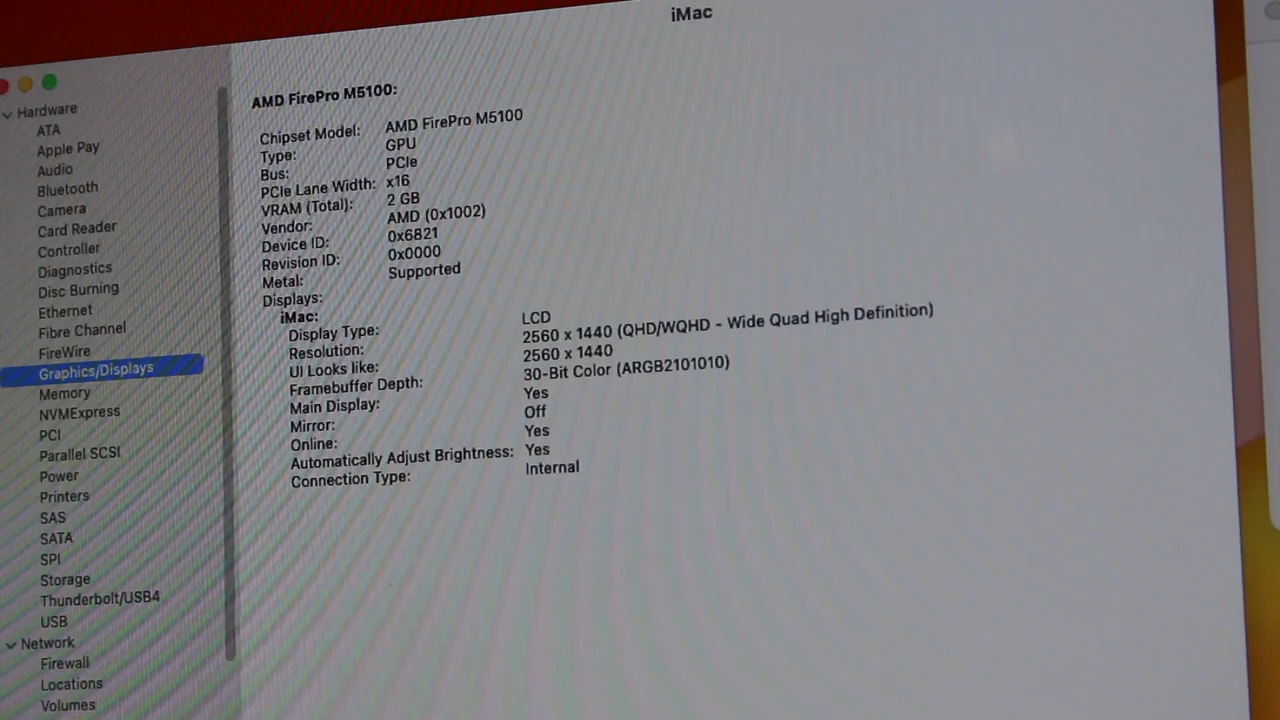 iMac
Hardware
ATA
Apple Pay
Audio
Bluetooth
Camera
Card Reader
Controller
Diagnostics
Disc Burning
Ethernet
Fibre Channel
FireWire
Graphics/Displays
Memory
NVMExpress
PCI
Parallel SCSI
Power
Printers
SAS
SATA
SPI
Storage
Thunderbolt/USB4
USB
Network
Firewall
Locations
Volumes
AMD FirePro M5100:
Chipset Model: AMD FirePro M5100
Type: GPU
Bus: PCIe
PCIe Lane Width: x16
VRAM (Total): 2 GB
Vendor: AMD (0x1002)
Device ID: 0x6821
Revision ID: 0x0000
Metal: Supported
Displays:
iMac:
Display Type: LCD
Resolution: 2560 x 1440 (QHD/WQHD - Wide Quad High Definition)
UI Looks like: 2560 x 1440
Framebuffer Depth: 30-Bit Color (ARGB2101010)
Main Display: Yes
Mirror: Off
Online: Yes
Automatically Adjust Brightness: Yes
Connection Type: Internal